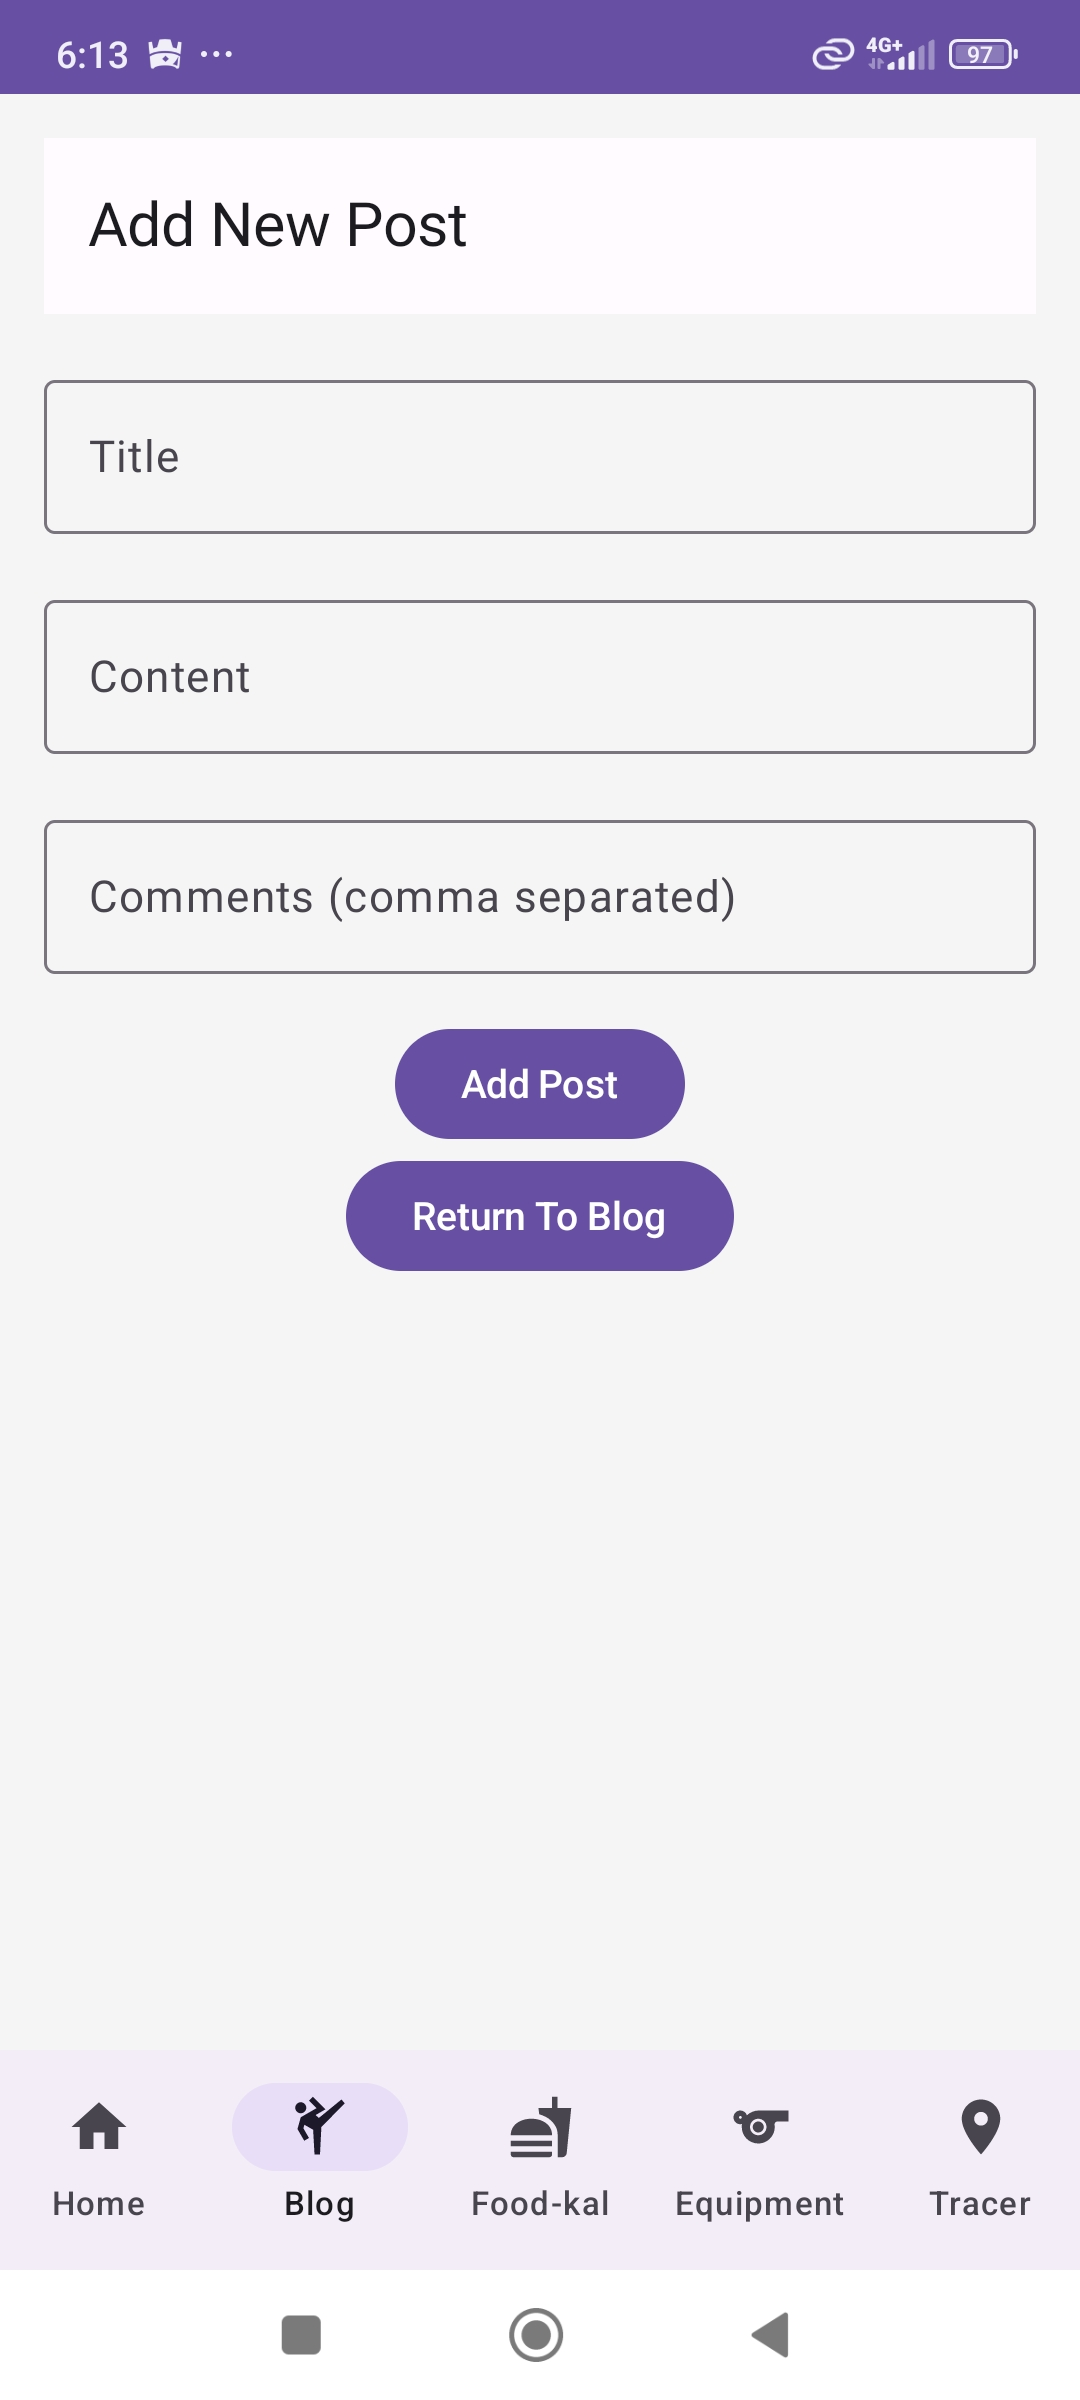 6:13 ... 4G+ 97
Add New Post
Title
Content
Comments (comma separated)
Add Post
Return To Blog
Home Blog Food-kal Equipment Tracer